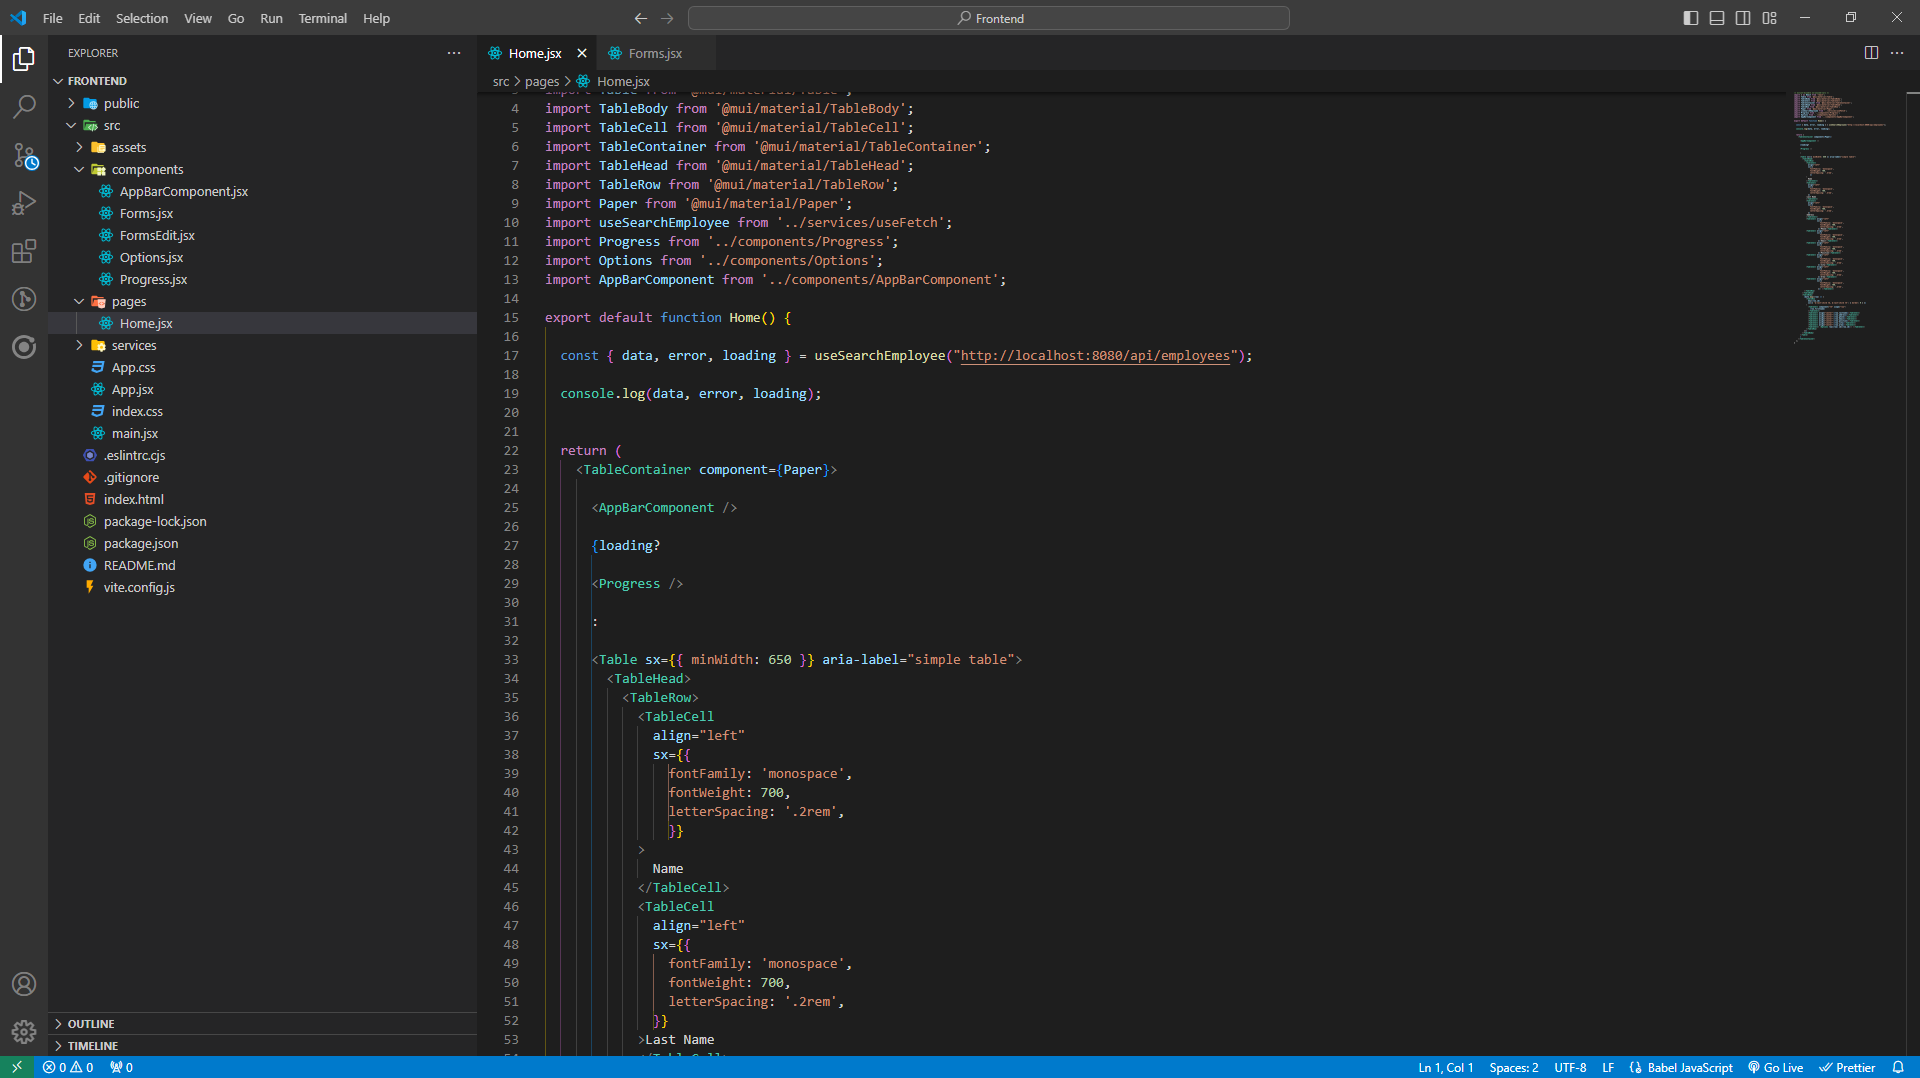 File Edit Selection View Go Run Terminal Help
Frontend
EXPLORER
FRONTEND
public
src
assets
components
AppBarComponent.jsx
Forms.jsx
FormsEdit.jsx
Options.jsx
Progress.jsx
pages
Home.jsx
services
App.css
App.jsx
index.css
main.jsx
.eslintrc.cjs
.gitignore
index.html
package-lock.json
package.json
README.md
vite.config.js
OUTLINE
TIMELINE
Home.jsx Forms.jsx
src pages Home.jsx
3 import Table from '@mui/material/Table';
4 import TableBody from '@mui/material/TableBody';
5 import TableCell from '@mui/material/TableCell';
6 import TableContainer from '@mui/material/TableContainer';
7 import TableHead from '@mui/material/TableHead';
8 import TableRow from '@mui/material/TableRow';
9 import Paper from '@mui/material/Paper';
10 import useSearchEmployee from '../services/useFetch';
11 import Progress from '../components/Progress';
12 import Options from '../components/Options';
13 import AppBarComponent from '../components/AppBarComponent';
14
15 export default function Home() {
16
17 const { data, error, loading } = useSearchEmployee("http://localhost:8080/api/employees");
18
19 console.log(data, error, loading);
20
21
22 return (
23 <TableContainer component={Paper}>
24
25 <AppBarComponent />
26
27 {loading?
28
29 <Progress />
30
31 :
32
33 <Table sx={{ minWidth: 650 }} aria-label="simple table">
34 <TableHead>
35 <TableRow>
36 <TableCell
37 align="left"
38 sx={{
39 fontFamily: 'monospace',
40 fontWeight: 700,
41 letterSpacing: '.2rem',
42 }}
43 >
44 Name
45 </TableCell>
46 <TableCell
47 align="left"
48 sx={{
49 fontFamily: 'monospace',
50 fontWeight: 700,
51 letterSpacing: '.2rem',
52 }}
53 >Last Name
54 </TableCell>
0 0 0 Ln 1, Col 1 Spaces: 2 UTF-8 LF Babel JavaScript Go Live Prettier